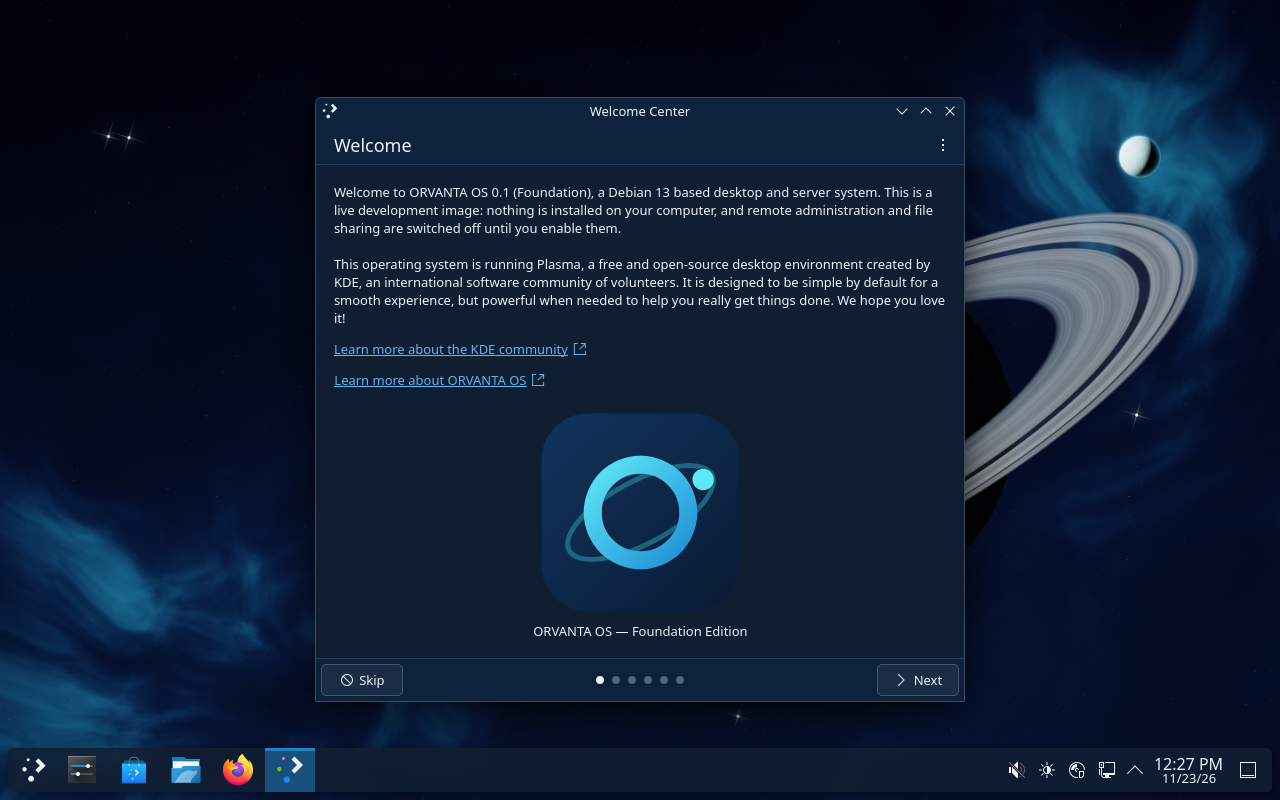 Welcome Center
Welcome
Welcome to ORVANTA OS 0.1 (Foundation), a Debian 13 based desktop and server system. This is a
live development image: nothing is installed on your computer, and remote administration and file
sharing are switched off until you enable them.
This operating system is running Plasma, a free and open-source desktop environment created by
KDE, an international software community of volunteers. It is designed to be simple by default for a
smooth experience, but powerful when needed to help you really get things done. We hope you love
it!
Learn more about the KDE community
Learn more about ORVANTA OS
ORVANTA OS — Foundation Edition
Skip
Next
12:27 PM
11/23/26